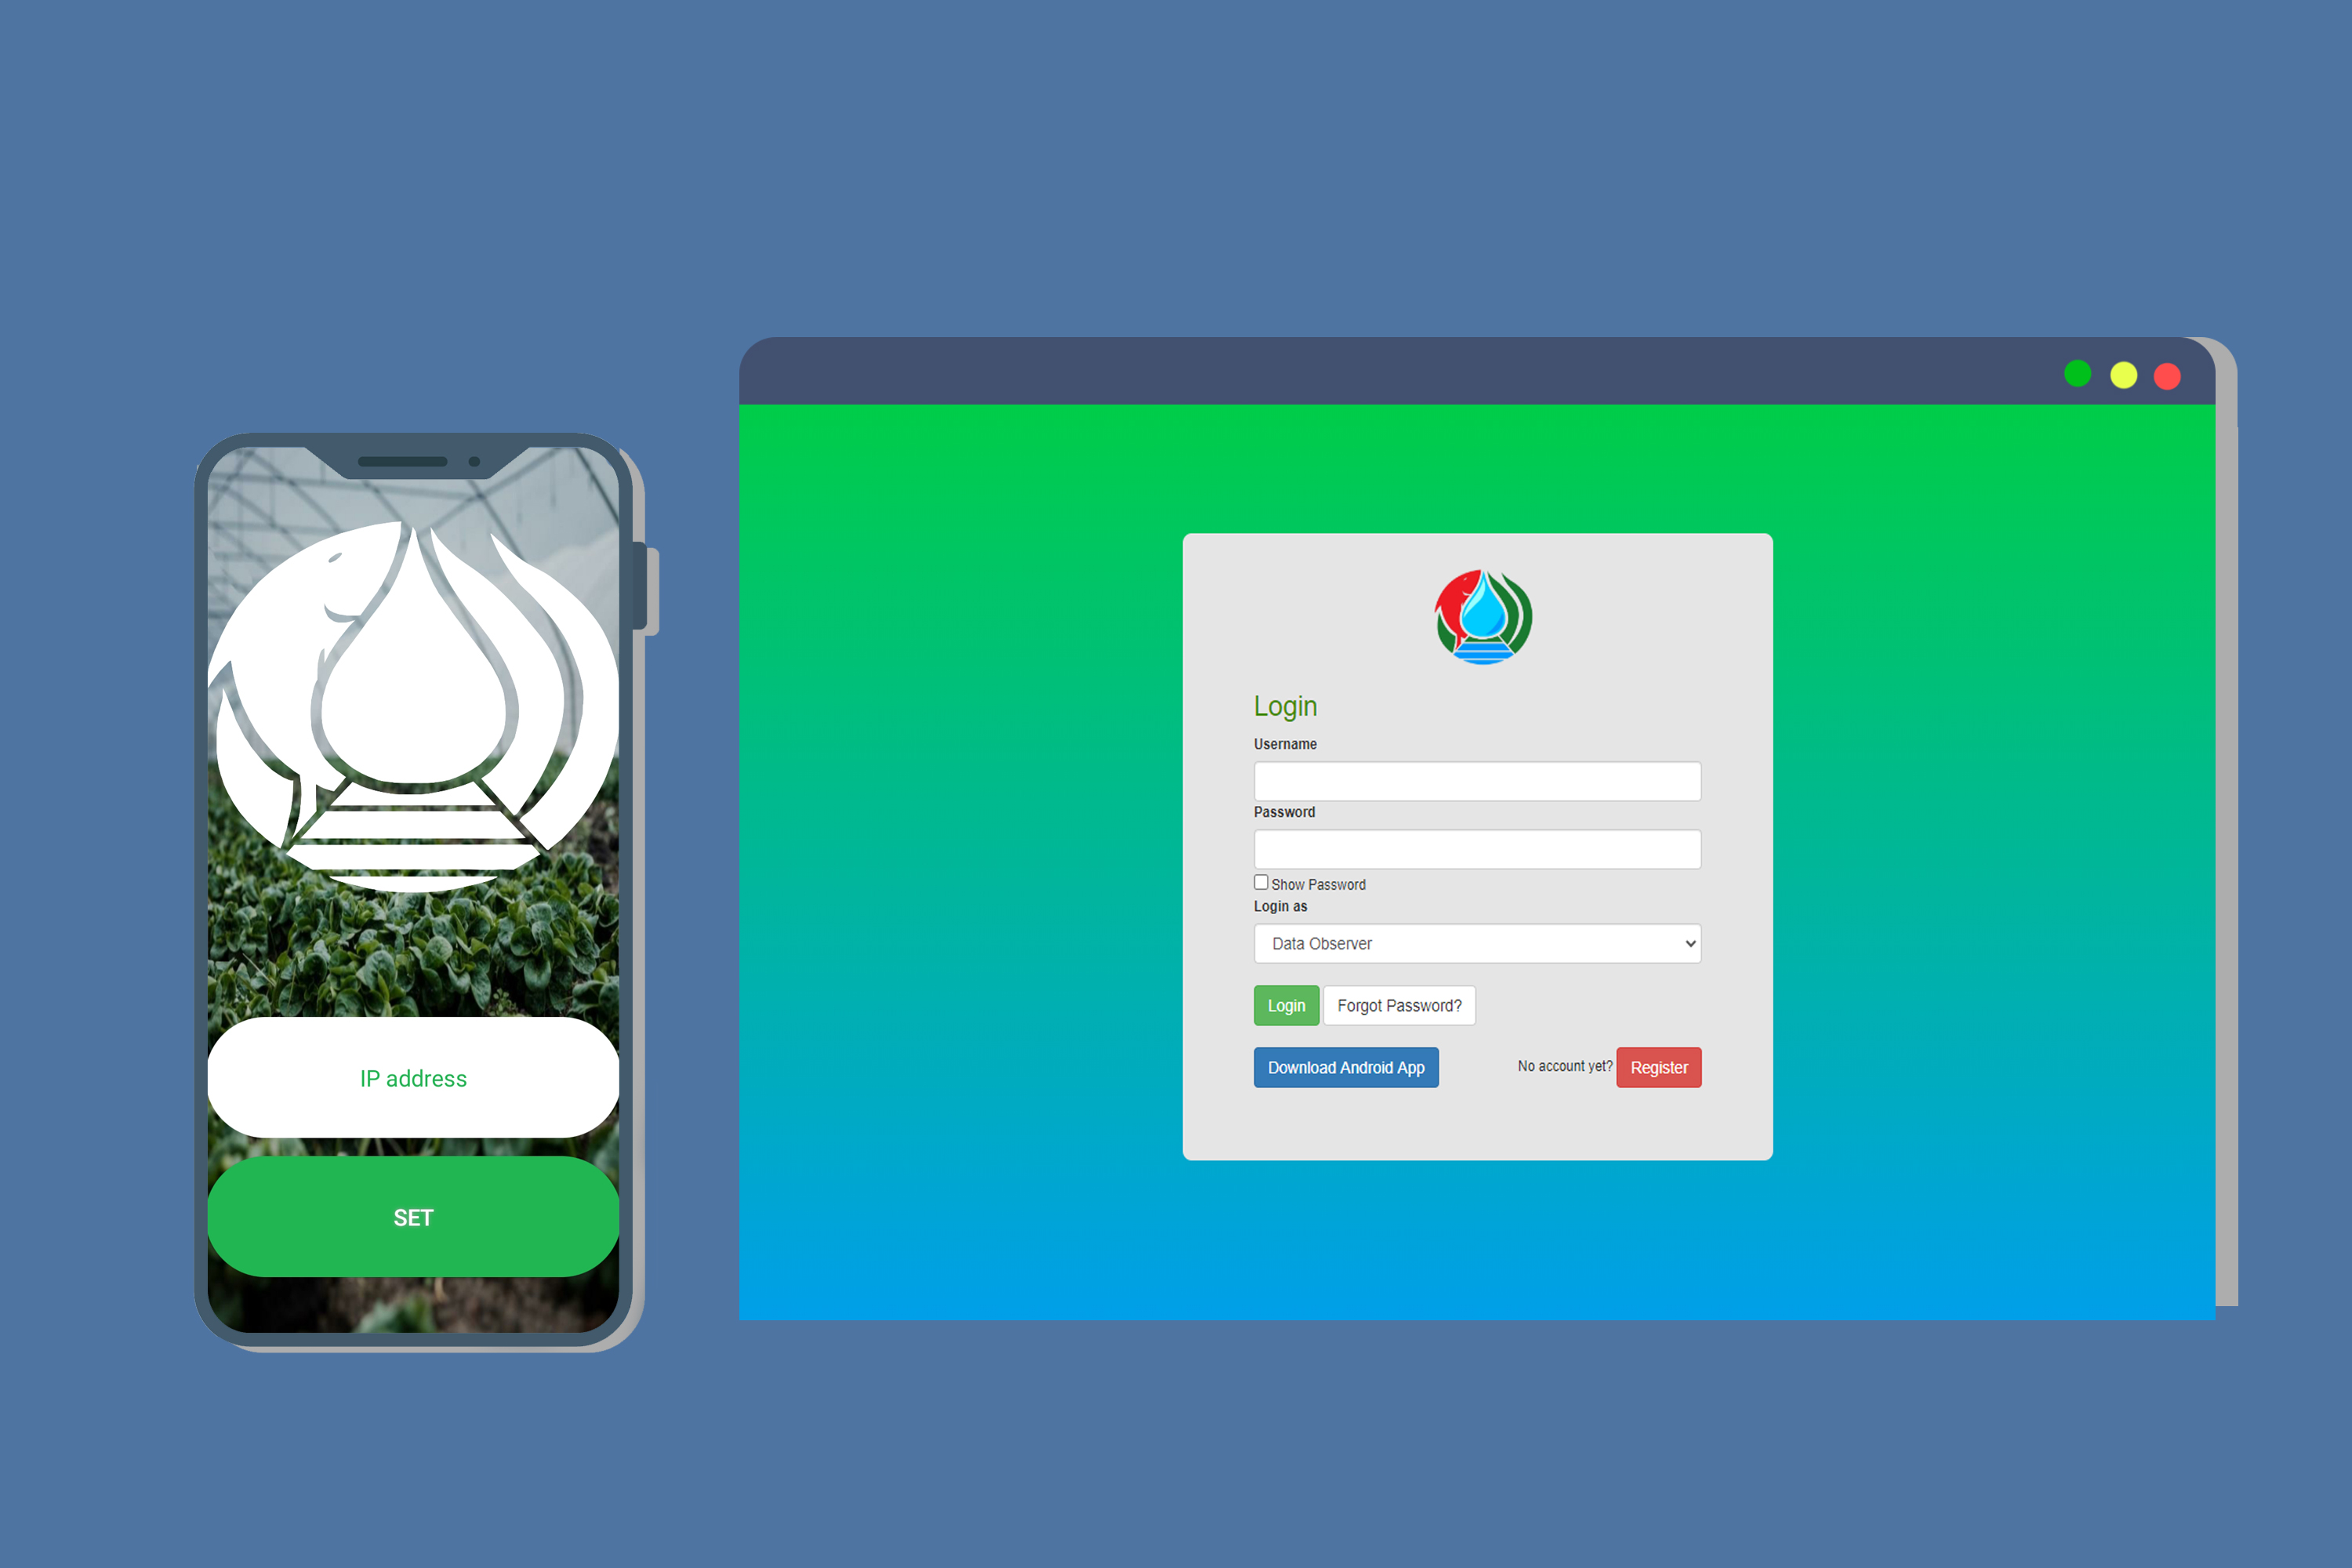 IP address
SET
Login
Username
Password
Show Password
Login as
Data Observer
Login Forgot Password?
Download Android App No account yet? Register